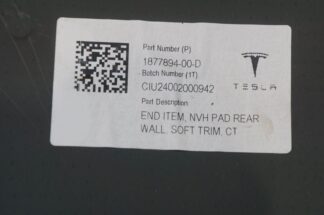 Part Number (P)
1877894-00-D
Batch Number (1T)
CIU24002000942
TESLA
Part Description
END ITEM, NVH PAD REAR
WALL, SOFT TRIM, CT